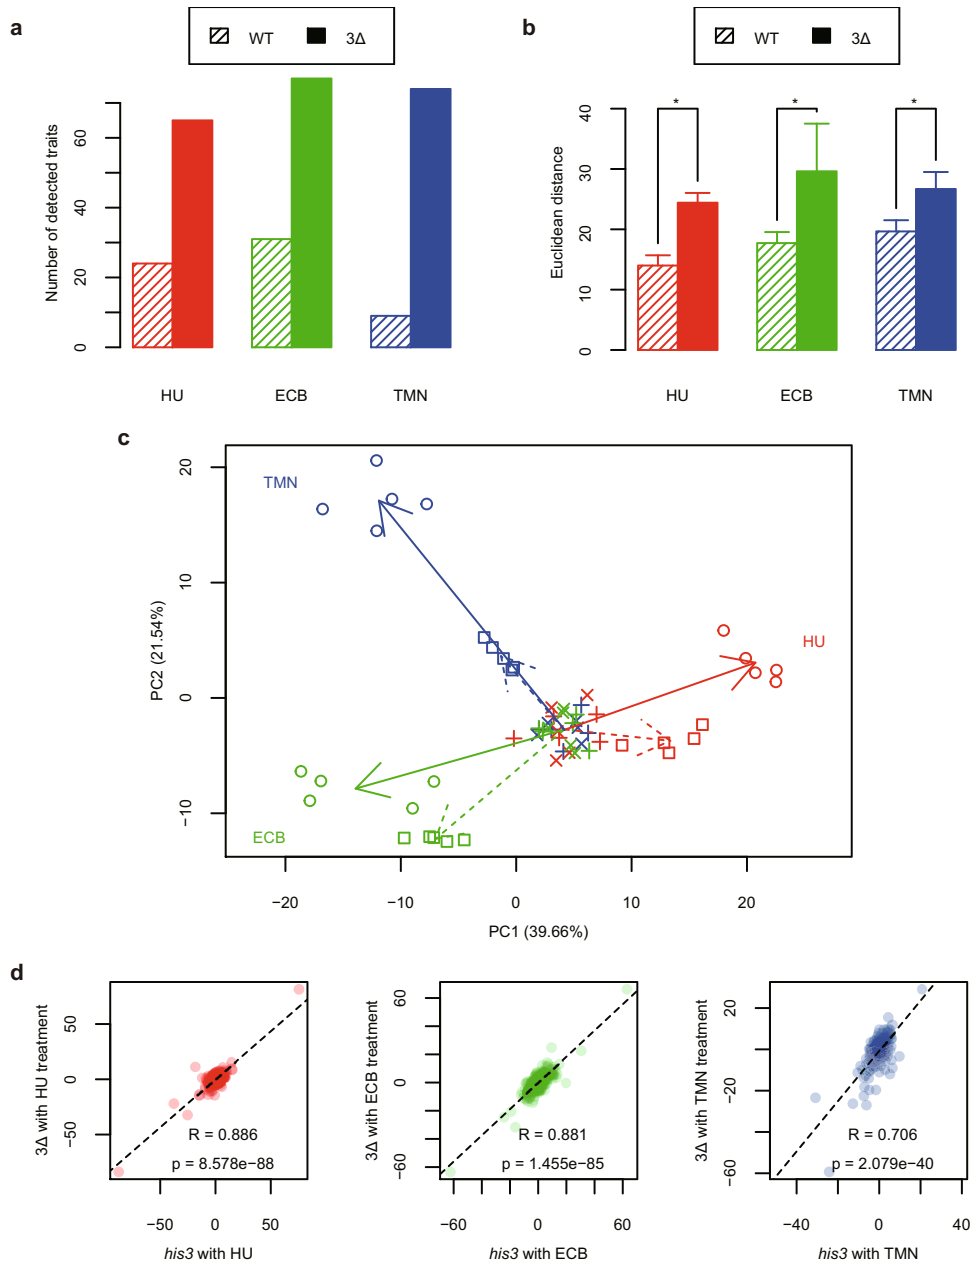 a
WT
3Δ
Number of detected traits
0
20
40
60
HU
ECB
TMN
b
WT
3Δ
Euclidean distance
0
10
20
30
40
*
*
*
HU
ECB
TMN
c
TMN
HU
ECB
PC2 (21.54%)
20
10
0
−10
−20
−10
0
10
20
PC1 (39.66%)
d
3Δ with HU treatment
50
0
−50
R = 0.886
p = 8.578e−88
−50
0
50
his3 with HU
3Δ with ECB treatment
60
0
−60
R = 0.881
p = 1.455e−85
−60
0
60
his3 with ECB
3Δ with TMN treatment
20
−20
−60
R = 0.706
p = 2.079e−40
−40
0
40
his3 with TMN